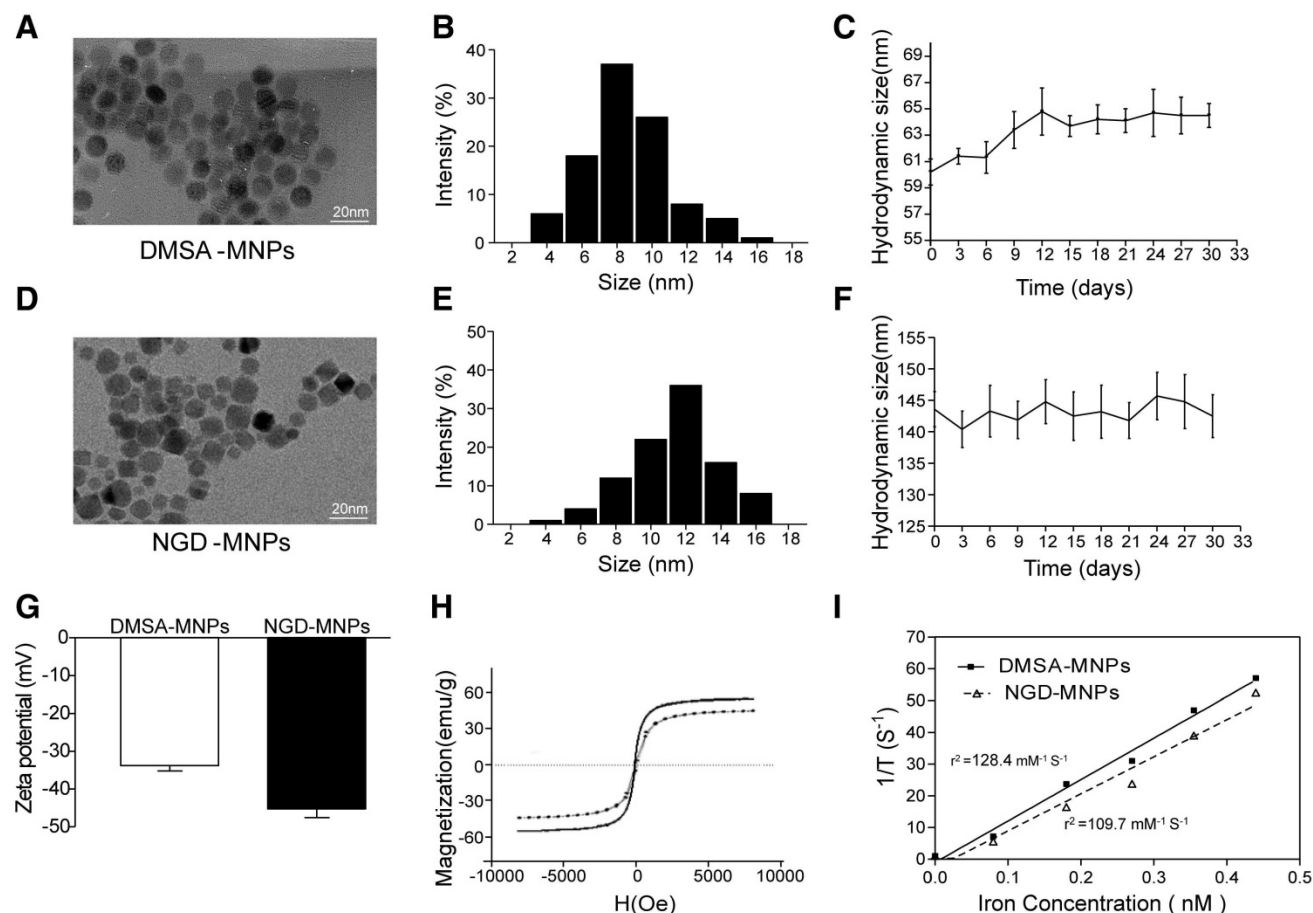 A
20nm
DMSA -MNPs
B
Intensity (%)
40
30
20
10
0
2 4 6 8 10 12 14 16 18
Size (nm)
C
Hydrodynamic size(nm)
69
67
65
63
61
59
57
55
0 3 6 9 12 15 18 21 24 27 30 33
Time (days)
D
20nm
NGD -MNPs
E
Intensity (%)
50
40
30
20
10
0
2 4 6 8 10 12 14 16 18
Size (nm)
F
Hydrodynamic size(nm)
155
150
145
140
135
130
125
0 3 6 9 12 15 18 21 24 27 30 33
Time (days)
G
DMSA-MNPs NGD-MNPs
Zeta potential (mV)
0
-10
-20
-30
-40
-50
H
Magnetization(emu/g)
60
30
0
-30
-60
-10000 -5000 0 5000 10000
H(Oe)
I
1/T (S⁻¹)
70
60
50
40
30
20
10
0
DMSA-MNPs
NGD-MNPs
r² =128.4 mM⁻¹ S⁻¹
r² =109.7 mM⁻¹ S⁻¹
0.0 0.1 0.2 0.3 0.4 0.5
Iron Concentration ( nM)